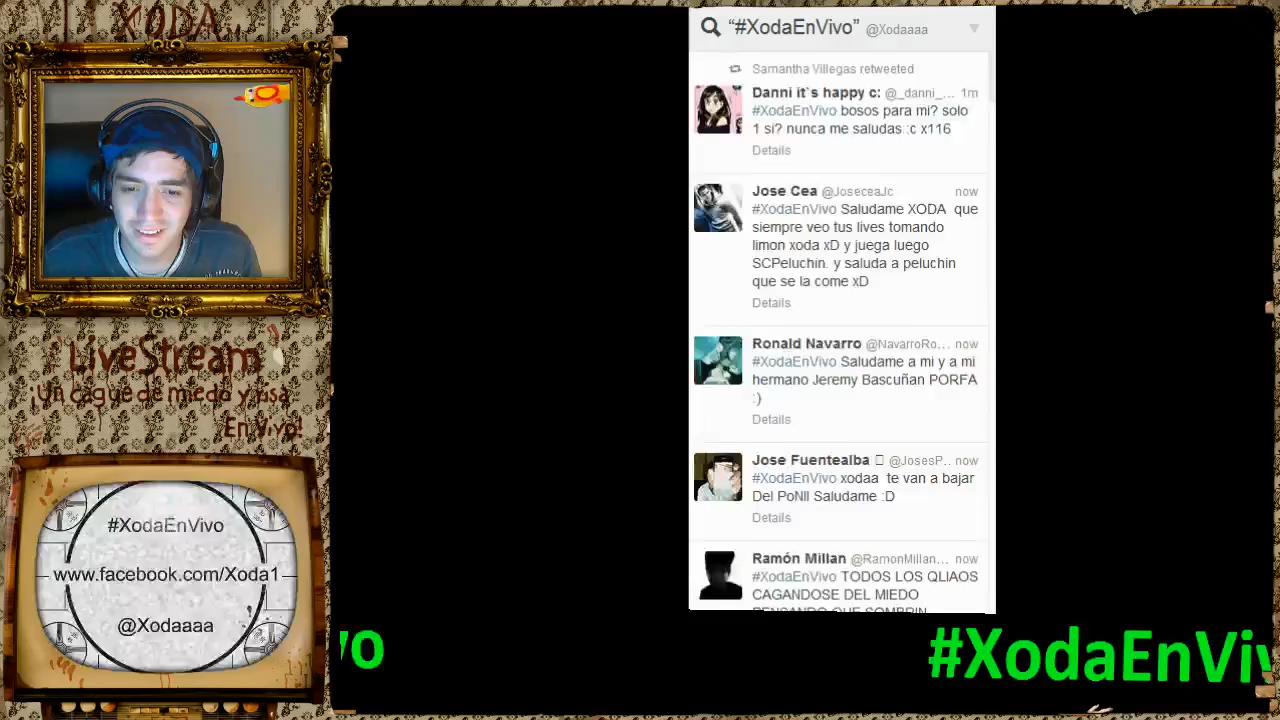 XODA
LiveStream
Un cague de miedo y risa
En Vivo!
#XodaEnVivo
www.facebook.com/Xoda1
@Xodaaaa
“#XodaEnVivo” @Xodaaaa
Samantha Villegas retweeted
Danni it`s happy c: @_danni_... 1m
#XodaEnVivo bosos para mi? solo
1 si? nunca me saludas :c x116
Details
Jose Cea @JoseceaJc now
#XodaEnVivo Saludame XODA que
siempre veo tus lives tomando
limon xoda xD y juega luego
SCPeluchin. y saluda a peluchin
que se la come xD
Details
Ronald Navarro @NavarroRo... now
#XodaEnVivo Saludame a mi y a mi
hermano Jeremy Bascuñan PORFA
:)
Details
Jose Fuentealba @JosesP... now
#XodaEnVivo xodaa te van a bajar
Del PoNII Saludame :D
Details
Ramón Millan @RamonMillan... now
#XodaEnVivo TODOS LOS QLIAOS
CAGANDOSE DEL MIEDO
PENSANDO QUE SOMBRIN
vo
#XodaEnViv